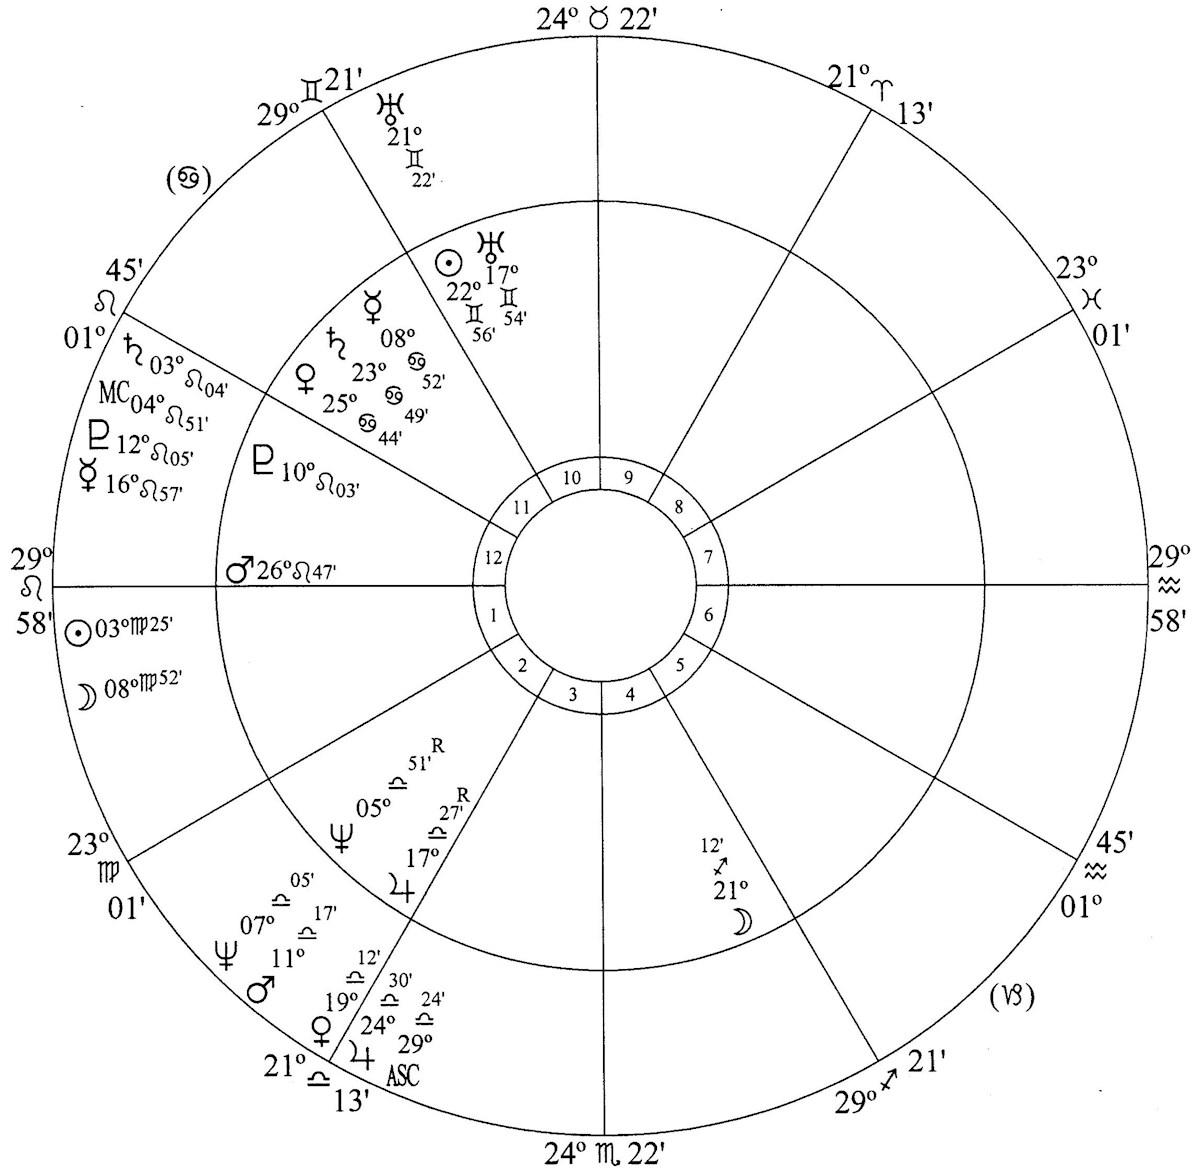 24° ♉ 22'
21° ♈ 13'
23° ♓ 01'
29° ♒ 58'
45' ♒ 01°
(♑)
21' ♐ 29°
24° ♏ 22'
21° ♎ 13'
23° ♍ 01'
29° ♌ 58'
45' ♌ 01°
(♋)
29° ♊ 21'
♅ 21° ♊ 22'
♄ 03° ♌ 04'
MC 04° ♌ 51'
♇ 12° ♌ 05'
☿ 16° ♌ 57'
☉ 03° ♍ 25'
☽ 08° ♍ 52'
♆ 07° ♎ 05'
♂ 11° ♎ 17'
♀ 19° ♎ 12'
♃ 24° ♎ 30'
ASC 29° ♎ 24'
☉ 22° ♊ 56'
♅ 17° ♊ 54'
☿ 08° ♋ 52'
♄ 23° ♋ 49'
♀ 25° ♋ 44'
♇ 10° ♌ 03'
♂ 26° ♌ 47'
♆ 05° ♎ 51' R
♃ 17° ♎ 27' R
☽ 21° ♐ 12'
1
2
3
4
5
6
7
8
9
10
11
12